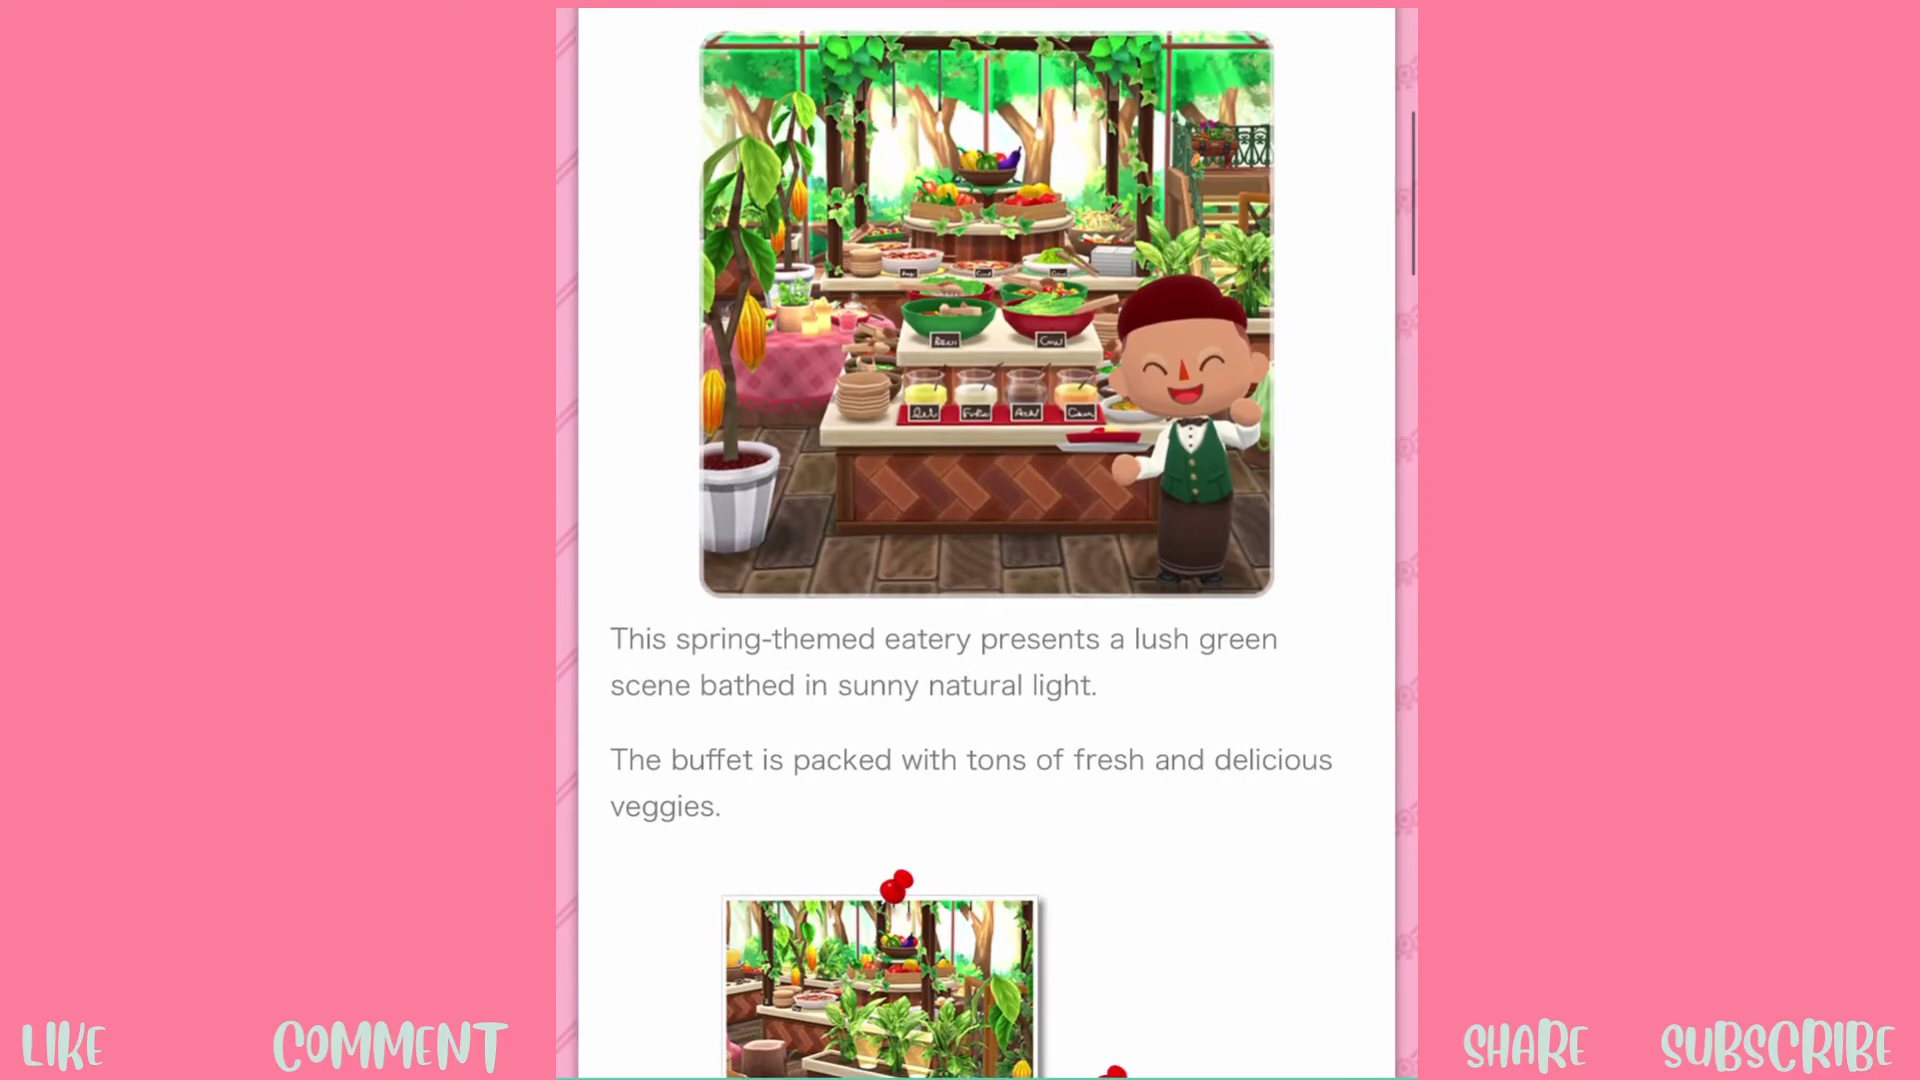 This spring-themed eatery presents a lush green
scene bathed in sunny natural light.
The buffet is packed with tons of fresh and delicious
veggies.
LIKE
COMMENT
SHARE
SUBSCRIBE